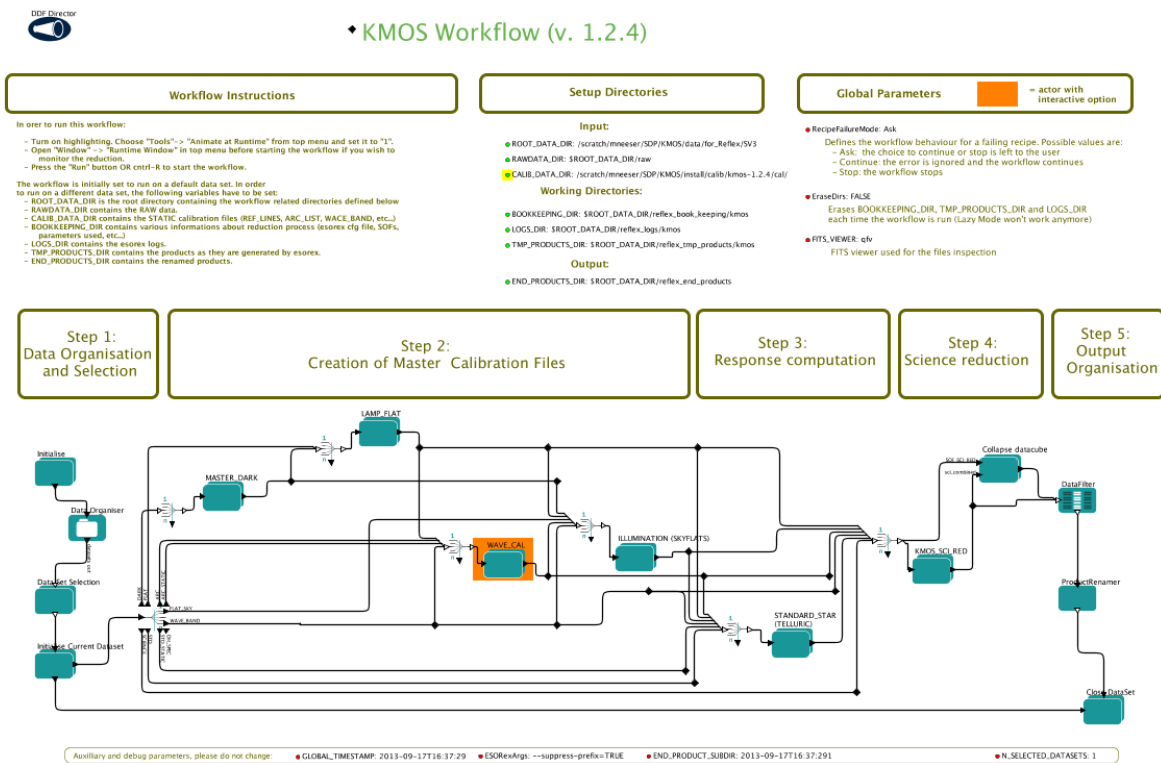 DDF Director
KMOS Workflow (v. 1.2.4)
Workflow Instructions
Setup Directories
Global Parameters
= actor with
interactive option
In orer to run this workflow:
- Turn on highlighting. Choose "Tools"-> "Animate at Runtime" from top menu and set it to "1".
- Open "Window" -> "Runtime Window" in top menu before starting the workflow if you wish to
monitor the reduction.
- Press the "Run" button OR cntrl-R to start the workflow.
The workflow is initially set to run on a default data set. In order
to run on a different data set, the following variables have to be set:
- ROOT_DATA_DIR is the root directory containing the workflow related directories defined below
- RAWDATA_DIR contains the RAW data.
- CALIB_DATA_DIR contains the STATIC calibration files (REF_LINES, ARC_LIST, WACE_BAND, etc...)
- BOOKKEEPING_DIR contains various informations about reduction process (esorex cfg file, SOFs,
parameters used, etc...)
- LOGS_DIR contains the esorex logs.
- TMP_PRODUCTS_DIR contains the products as they are generated by esorex.
- END_PRODUCTS_DIR contains the renamed products.
Input:
ROOT_DATA_DIR: /scratch/mneeser/SDP/KMOS/data/for_Reflex/SV3
RAWDATA_DIR: $ROOT_DATA_DIR/raw
CALIB_DATA_DIR: /scratch/mneeser/SDP/KMOS/install/calib/kmos-1.2.4/cal/
Working Directories:
BOOKKEEPING_DIR: $ROOT_DATA_DIR/reflex_book_keeping/kmos
LOGS_DIR: $ROOT_DATA_DIR/reflex_logs/kmos
TMP_PRODUCTS_DIR: $ROOT_DATA_DIR/reflex_tmp_products/kmos
Output:
END_PRODUCTS_DIR: $ROOT_DATA_DIR/reflex_end_products
RecipeFailureMode: Ask
Defines the workflow behaviour for a failing recipe. Possible values are:
- Ask: the choice to continue or stop is left to the user
- Continue: the error is ignored and the workflow continues
- Stop: the workflow stops
EraseDirs: FALSE
Erases BOOKKEEPING_DIR, TMP_PRODUCTS_DIR and LOGS_DIR
each time the workflow is run (Lazy Mode won't work anymore)
FITS_VIEWER: qfv
FITS viewer used for the files inspection
Step 1:
Data Organisation
and Selection
Step 2:
Creation of Master Calibration Files
Step 3:
Response computation
Step 4:
Science reduction
Step 5:
Output
Organisation
LAMP_FLAT
Initialise
MASTER_DARK
Data Organiser
Collapse datacube
DataFilter
WAVE_CAL
ILLUMINATION (SKYFLATS)
KMOS_SCI_RED
Data Set Selection
ProductRenamer
DARK
FLAT
ARC
ARC_STATIC
FLAT_SKY
WAVE_BAND
STANDARD_STAR
(TELLURIC)
Initialise Current Dataset
Close DataSet
Auxilliary and debug parameters, please do not change:
GLOBAL_TIMESTAMP: 2013-09-17T16:37:29
ESORexArgs: --suppress-prefix=TRUE
END_PRODUCT_SUBDIR: 2013-09-17T16:37:291
N_SELECTED_DATASETS: 1